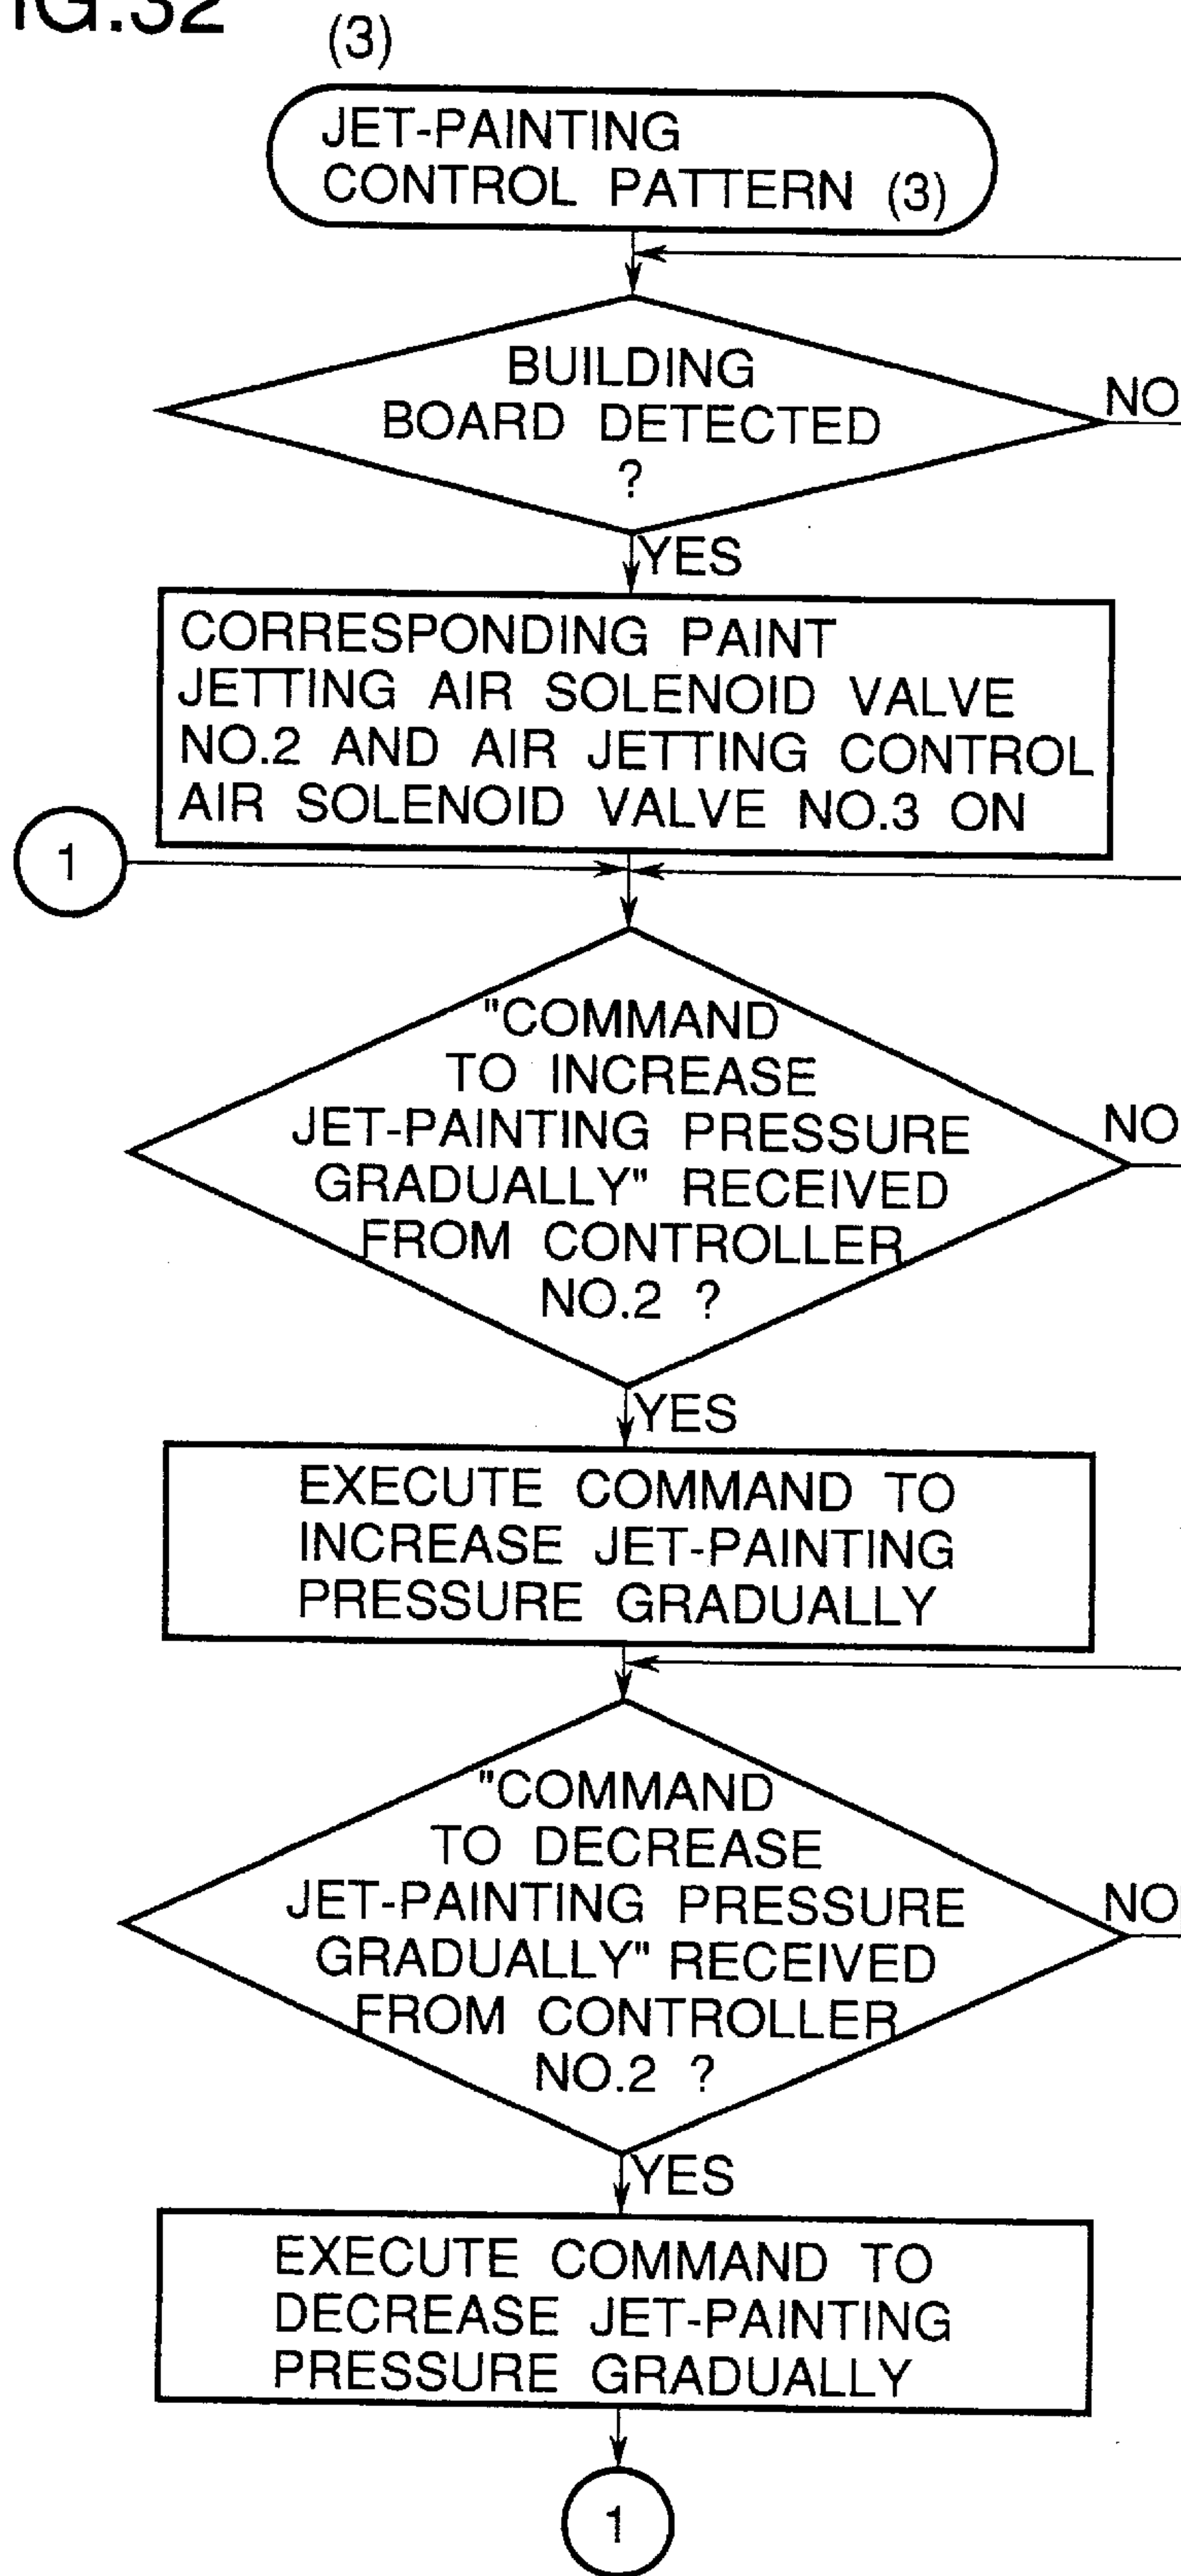 IG.32
(3)
JET-PAINTING
CONTROL PATTERN (3)
BUILDING
BOARD DETECTED
?
NO
YES
CORRESPONDING PAINT
JETTING AIR SOLENOID VALVE
NO.2 AND AIR JETTING CONTROL
AIR SOLENOID VALVE NO.3 ON
1
"COMMAND
TO INCREASE
JET-PAINTING PRESSURE
GRADUALLY" RECEIVED
FROM CONTROLLER
NO.2 ?
NO
YES
EXECUTE COMMAND TO
INCREASE JET-PAINTING
PRESSURE GRADUALLY
"COMMAND
TO DECREASE
JET-PAINTING PRESSURE
GRADUALLY" RECEIVED
FROM CONTROLLER
NO.2 ?
NO
YES
EXECUTE COMMAND TO
DECREASE JET-PAINTING
PRESSURE GRADUALLY
1